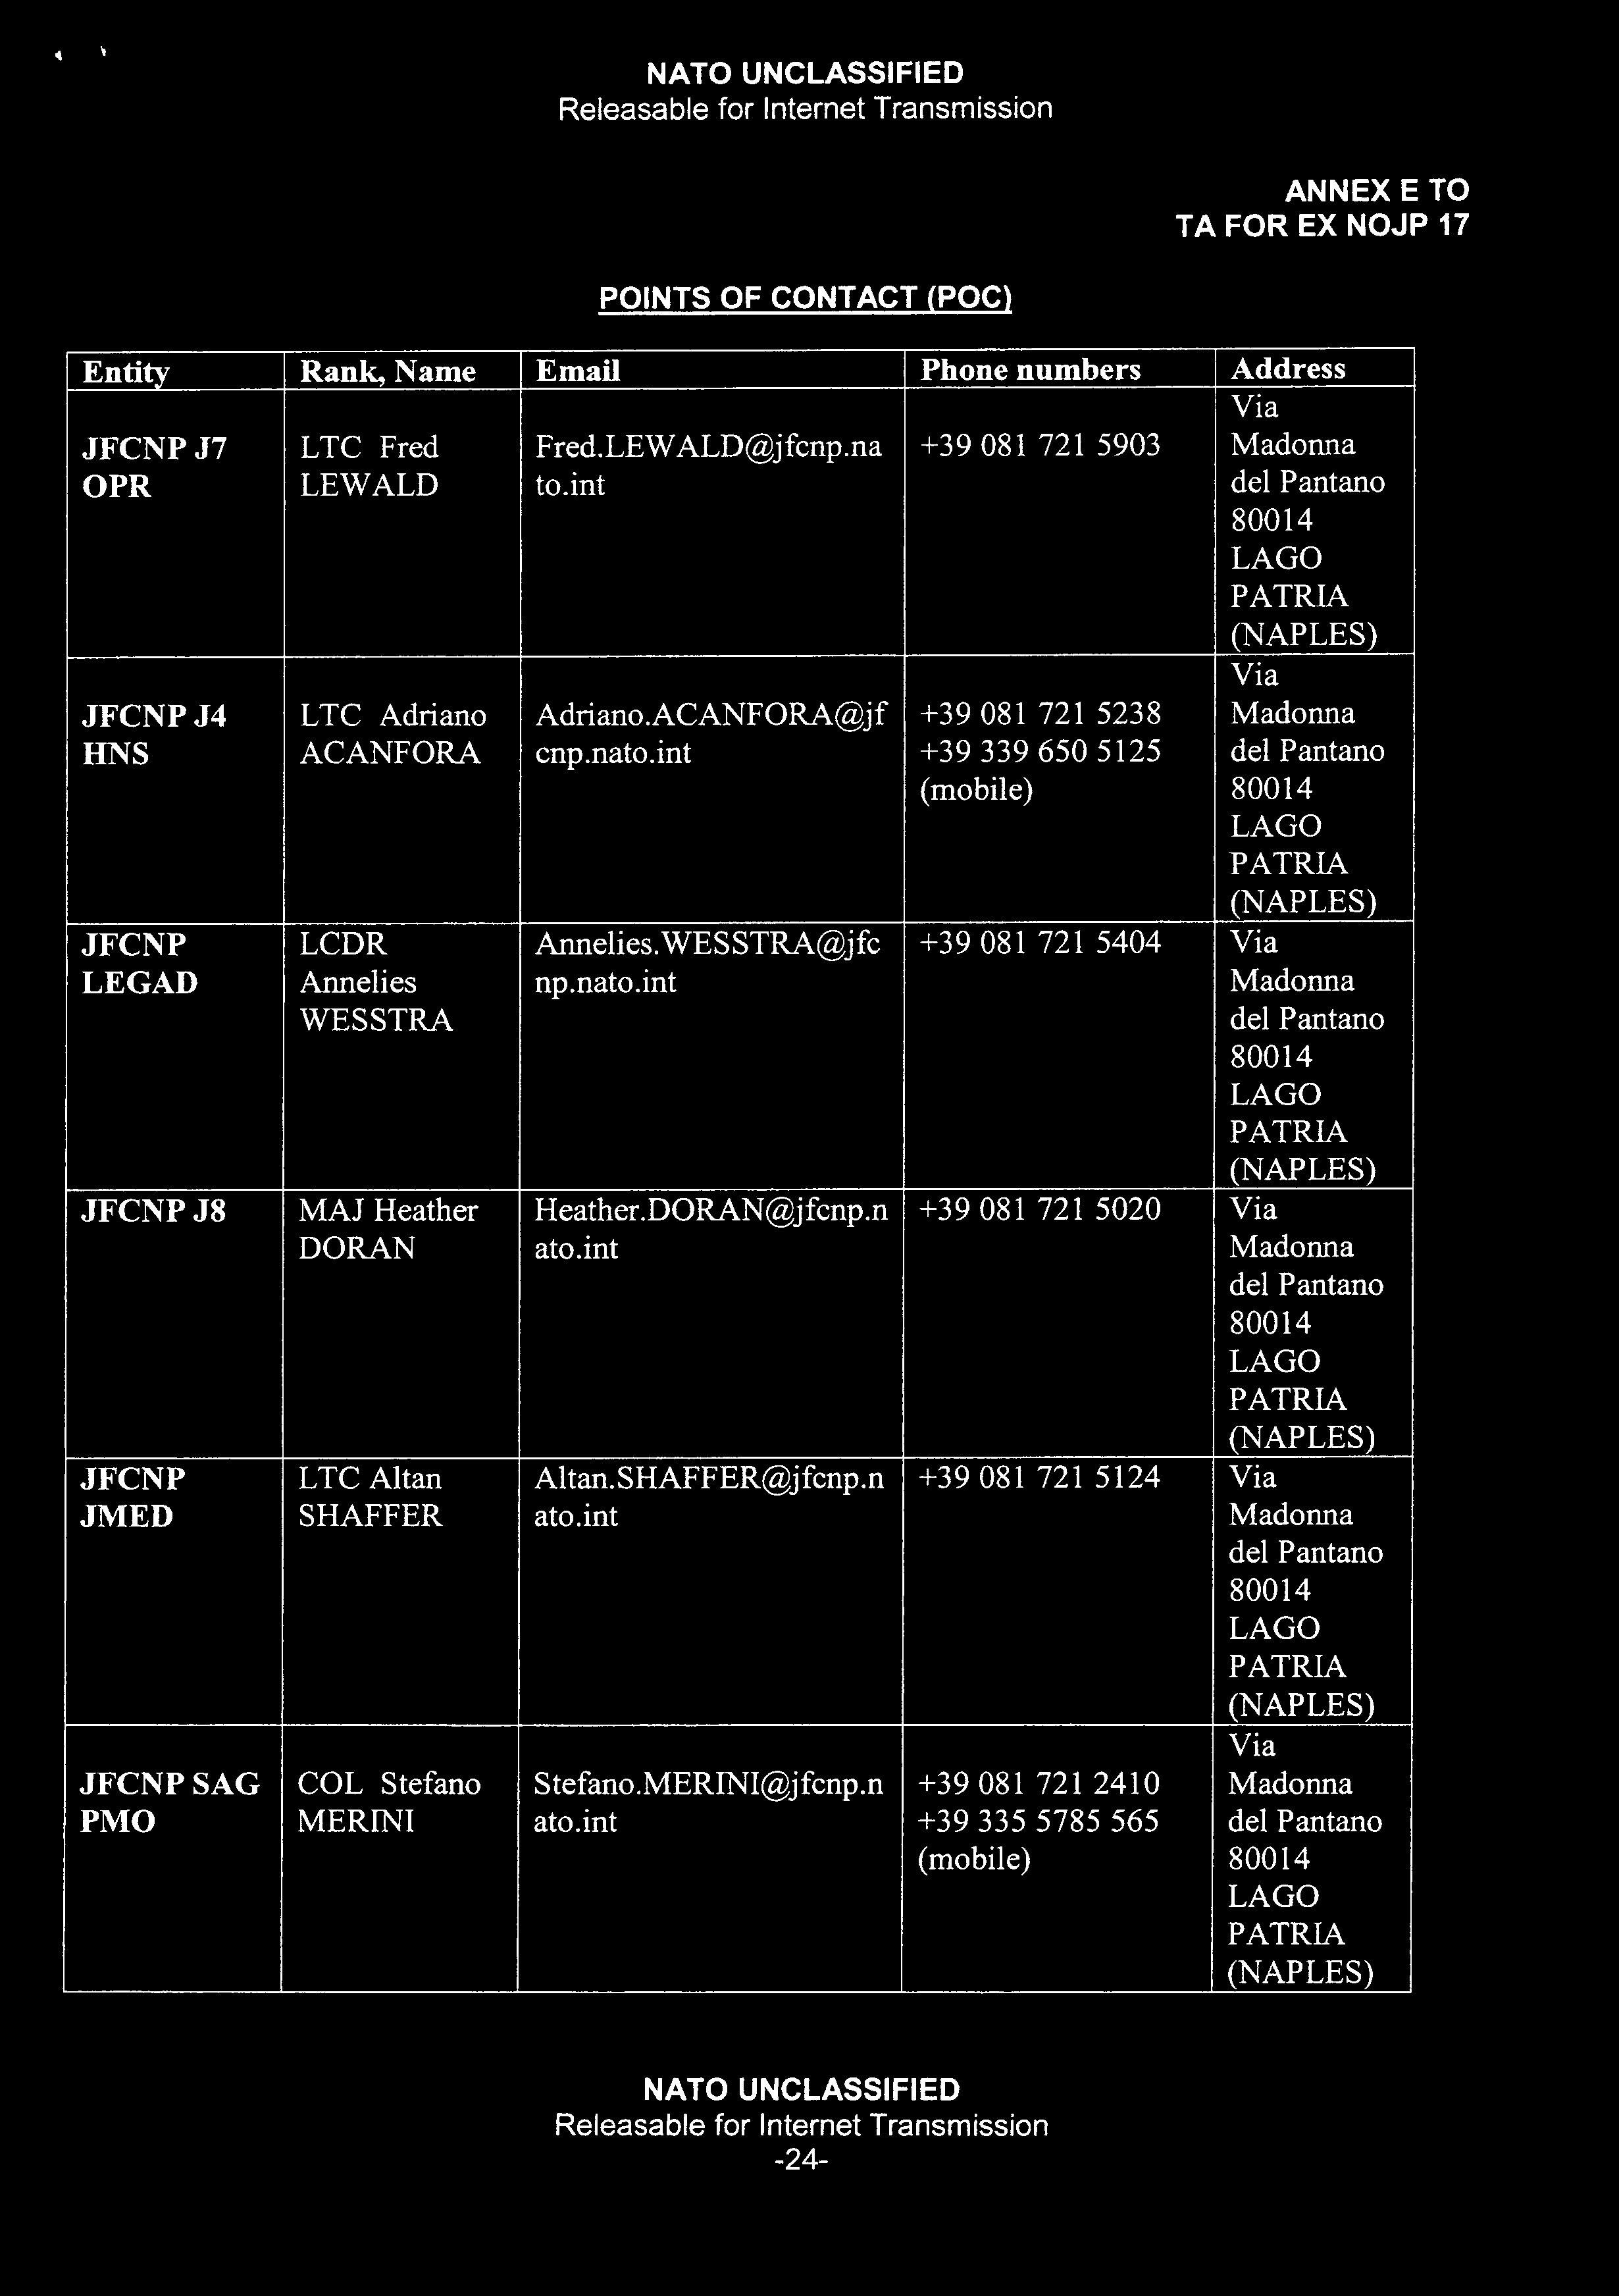 NATO UNCLASSIFIED
Releasable for Internet Transmission
ANNEX E TO
TA FOR EX NOJP 17
POINTS OF CONTACT (POC)
Entity Rank, Name Email Phone numbers Address
JFCNP J7
OPR
LTC Fred
LEWALD
Fred.LEWALD@jfcnp.na
to.int
+39 081 721 5903
Via
Madonna
del Pantano
80014
LAGO
PATRIA
(NAPLES)
JFCNP J4
HNS
LTC Adriano
ACANFORA
Adriano.ACANFORA@jf
cnp.nato.int
+39 081 721 5238
+39 339 650 5125
(mobile)
Via
Madonna
del Pantano
80014
LAGO
PATRIA
(NAPLES)
JFCNP
LEGAD
LCDR
Annelies
WESSTRA
Annelies.WESSTRA@jfc
np.nato.int
+39 081 721 5404
Via
Madonna
del Pantano
80014
LAGO
PATRIA
(NAPLES)
JFCNP J8
MAJ Heather
DORAN
Heather.DORAN@jfcnp.n
ato.int
+39 081 721 5020
Via
Madonna
del Pantano
80014
LAGO
PATRIA
(NAPLES)
JFCNP
JMED
LTC Altan
SHAFFER
Altan.SHAFFER@jfcnp.n
ato.int
+39 081 721 5124
Via
Madonna
del Pantano
80014
LAGO
PATRIA
(NAPLES)
JFCNP SAG
PMO
COL Stefano
MERINI
Stefano.MERINI@jfcnp.n
ato.int
+39 081 721 2410
+39 335 5785 565
(mobile)
Via
Madonna
del Pantano
80014
LAGO
PATRIA
(NAPLES)
NATO UNCLASSIFIED
Releasable for Internet Transmission
-24-